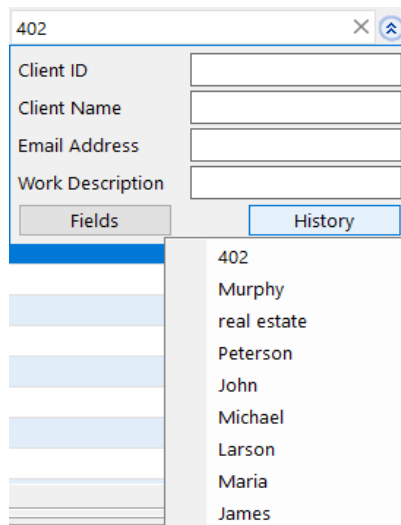 402
Client ID
Client Name
Email Address
Work Description
Fields History
402
Murphy
real estate
Peterson
John
Michael
Larson
Maria
James